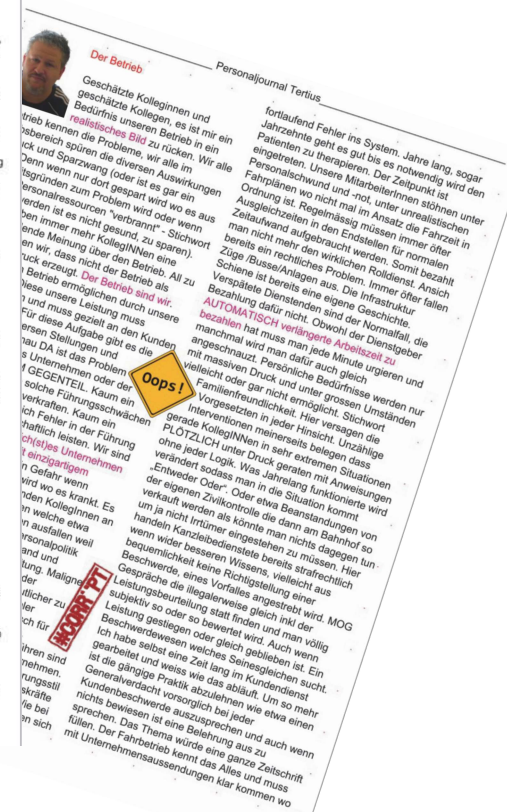 Personaljournal Tertius
Der Betrieb
Geschätzte Kolleginnen und
geschätzte Kollegen, es ist mir ein
Bedürfnis unseren Betrieb in ein
realistisches Bild zu rücken. Wir alle
trieb kennen die Probleme, wir alle im
osbereich spüren die diversen Auswirkungen
ck und Sparzwang (oder ist es gar ein
Denn wenn nur dort gespart wird wo es aus
tsgründen zum Problem wird oder wenn
ersonalressourcen "verbrannt" - Stichwort
werden ist es nicht gesund, zu sparen).
ben immer mehr KollegINNen eine
ende Meinung über den Betrieb. All zu
en wir, dass nicht der Betrieb als
ruck erzeugt. Der Betrieb sind wir.
n Betrieb ermöglichen durch unsere
Diese unsere Leistung muss
n und muss gezielt an den Kunden
Für diese Aufgabe gibt es die
ersen Stellungen und
nau DA ist das Problem
s Unternehmen oder der
M GEGENTEIL. Kaum ein
solche Führungsschwächen
verkraften. Kaum ein
ich Fehler in der Führung
haftlich leisten. Wir sind
ch(st)es Unternehmen
t einzigartigem
n Gefahr wenn
wird wo es krankt. Es
nden KollegInnen an
en welche etwa
n ausfallen weil
ersonalpolitik
and und
tung. Maligne
der
utlicher zu
hler
ich für
ühren sind
rnehmen.
rungsstil
skräfte
Wie bei
en sich
Oops!
#CORR*PT
fortlaufend Fehler ins System. Jahre lang, sogar
Jahrzehnte geht es gut bis es notwendig wird den
Patienten zu therapieren. Der Zeitpunkt ist
eingetreten. Unsere MitarbeiterInnen stöhnen unter
Personalschwund und -not, unter unrealistischen
Fahrplänen wo nicht mal im Ansatz die Fahrzeit in
Ordnung ist. Regelmässig müssen immer öfter
Ausgleichzeiten in den Endstellen für normalen
Zeitaufwand aufgebraucht werden. Somit bezahlt
man nicht mehr den wirklichen Rolldienst. Ansich
bereits ein rechtliches Problem. Immer öfter fallen
Züge /Busse/Anlagen aus. Die Infrastruktur
Schiene ist bereits eine eigene Geschichte.
Verspätete Dienstenden sind der Normalfall, die
Bezahlung dafür nicht. Obwohl der Dienstgeber
AUTOMATISCH verlängerte Arbeitszeit zu
bezahlen hat muss man jede Minute urgieren und
manchmal wird man dafür auch gleich
angeschnauzt. Persönliche Bedürfnisse werden nur
mit massiven Druck und unter grossen Umständen
vielleicht oder gar nicht ermöglicht. Stichwort
Familienfreundlichkeit. Hier versagen die
Vorgesetzten in jeder Hinsicht. Unzählige
Interventionen meinerseits belegen dass
gerade KollegNNen in sehr extremen Situationen
PLÖTZLICH unter Druck geraten mit Anweisungen
ohne jeder Logik. Was Jahrelang funktionierte wird
verändert sodass man in die Situation kommt
„Entweder Oder“. Oder etwa Beanstandungen von
der eigenen Zivilkontrolle die dann am Bahnhof so
verkauft werden als könnte man nichts dagegen tun
um ja nicht Irrtümer eingestehen zu müssen. Hier
handeln Kanzleibedienstete bereits strafrechtlich
wenn wider besseren Wissens, vielleicht aus
bequemlichkeit keine Richtigstellung einer
Beschwerde, eines Vorfalles angestrebt wird. MOG
Gespräche die illegalerweise gleich inkl der
Leistungsbeurteilung statt finden und man völlig
subjektiv so oder so bewertet wird. Auch wenn
Leistung gestiegen oder gleich geblieben ist. Ein
Beschwerdewesen welches Seinesgleichen sucht.
Ich habe selbst eine Zeit lang im Kundendienst
gearbeitet und weiss wie das abläuft. Um so mehr
ist die gängige Praktik abzulehnen wie etwa einen
Generalverdacht vorsorglich bei jeder
Kundenbeschwerde auszusprechen und auch wenn
nichts bewiesen ist eine Belehrung aus zu
sprechen. Das Thema würde eine ganze Zeitschrift
füllen. Der Fahrbetrieb kennt das Alles und muss
mit Unternehmensaussendungen klar kommen wo